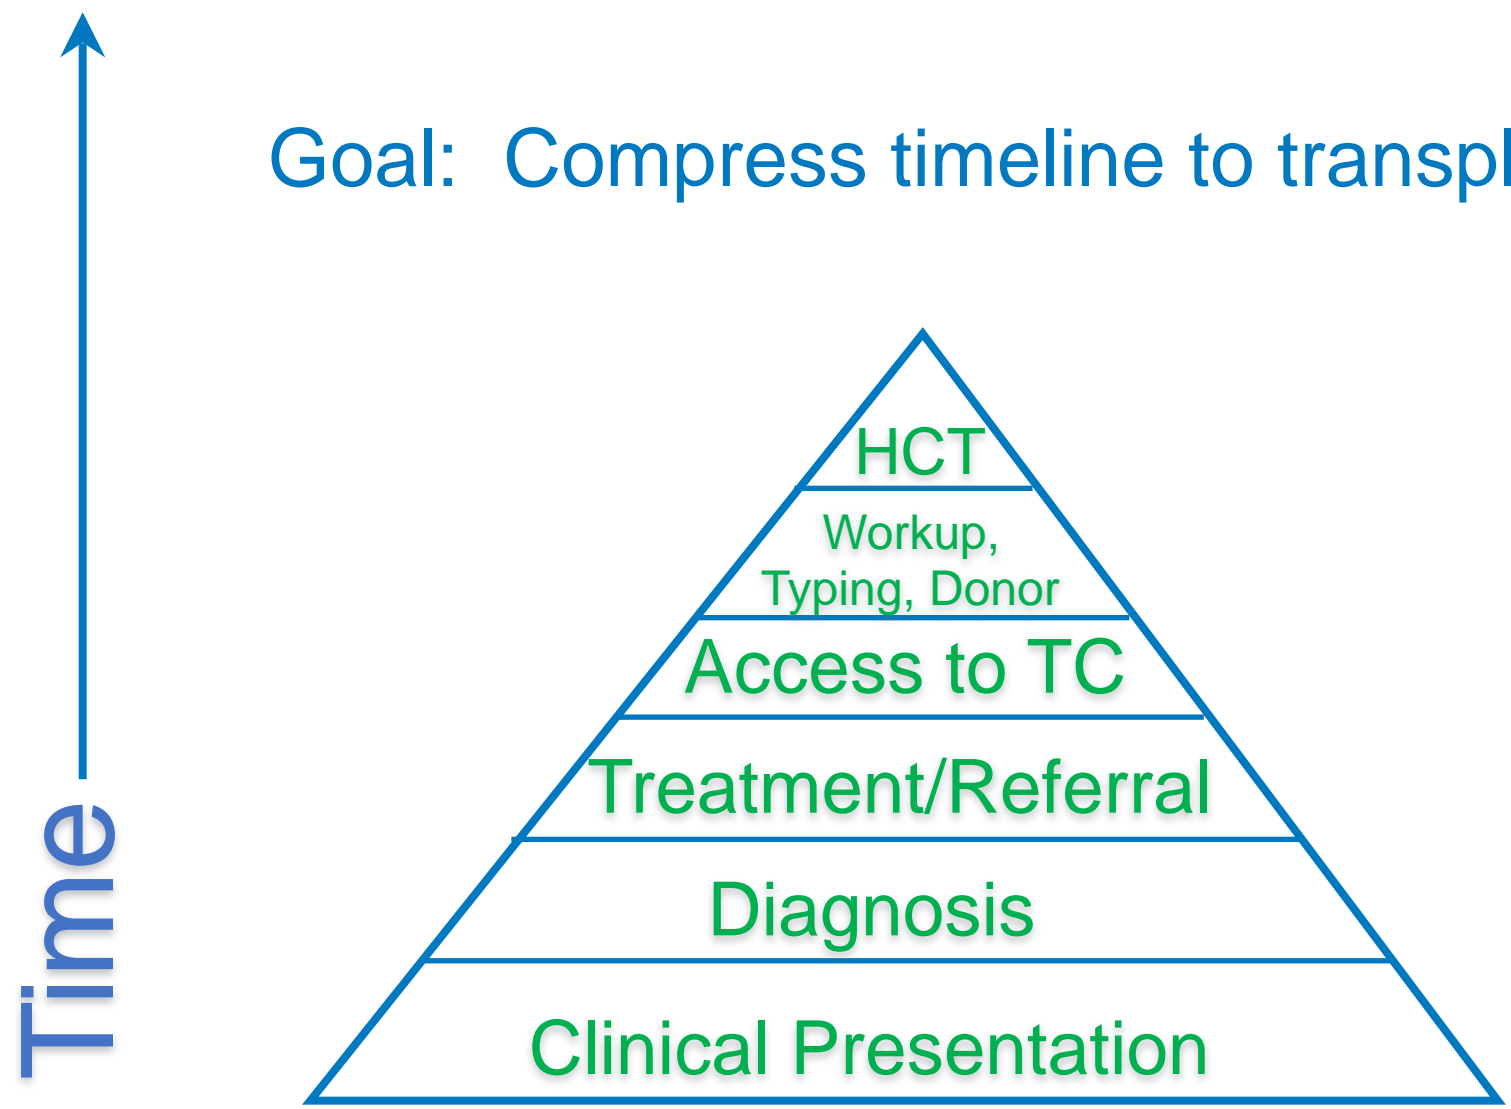 Goal: Compress timeline to transpl
HCT
Workup,
Typing, Donor
Access to TC
Treatment/Referral
Diagnosis
Clinical Presentation
Time